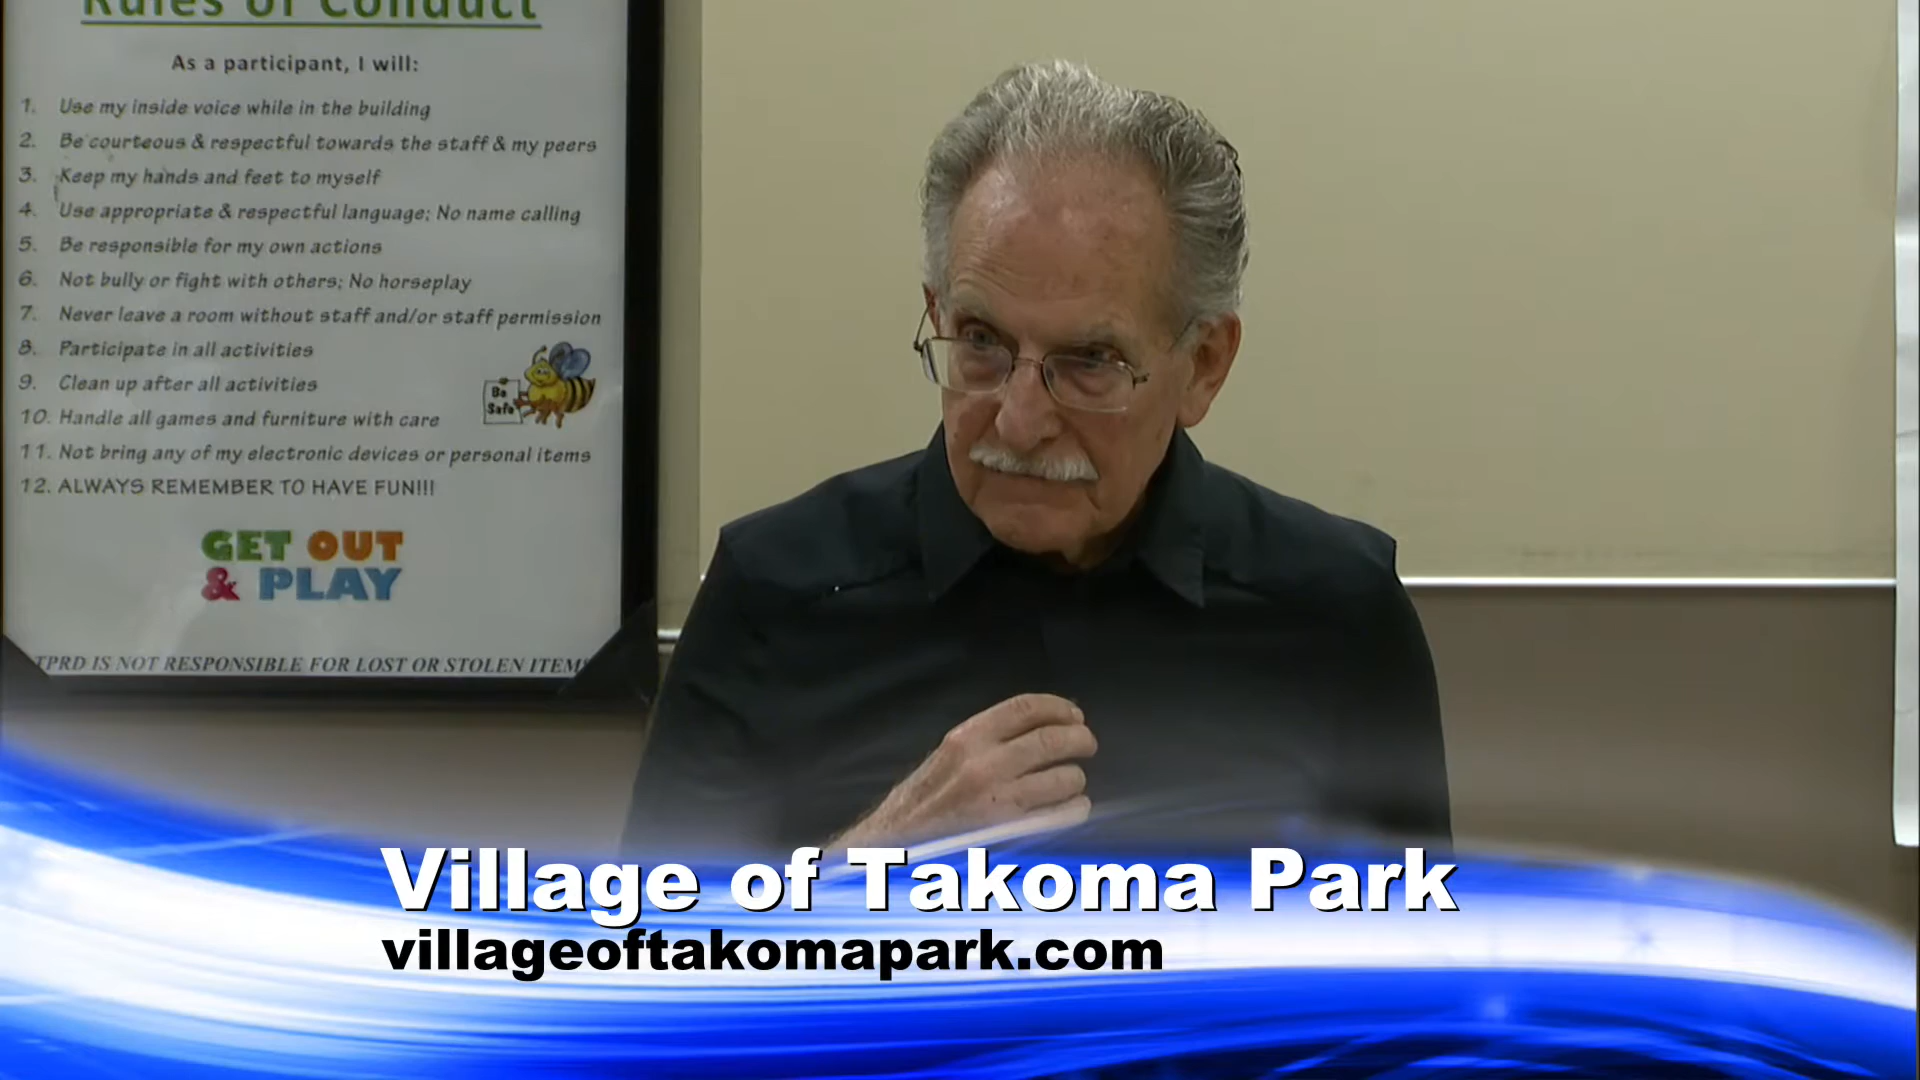 Rules of Conduct
As a participant, I will:
1. Use my inside voice while in the building
2. Be courteous & respectful towards the staff & my peers
3. Keep my hands and feet to myself
4. Use appropriate & respectful language; No name calling
5. Be responsible for my own actions
6. Not bully or fight with others; No horseplay
7. Never leave a room without staff and/or staff permission
8. Participate in all activities
9. Clean up after all activities
10. Handle all games and furniture with care
11. Not bring any of my electronic devices or personal items
12. ALWAYS REMEMBER TO HAVE FUN!!!
Be
Safe
GET OUT
& PLAY
TPRD IS NOT RESPONSIBLE FOR LOST OR STOLEN ITEMS
Village of Takoma Park
villageoftakomapark.com